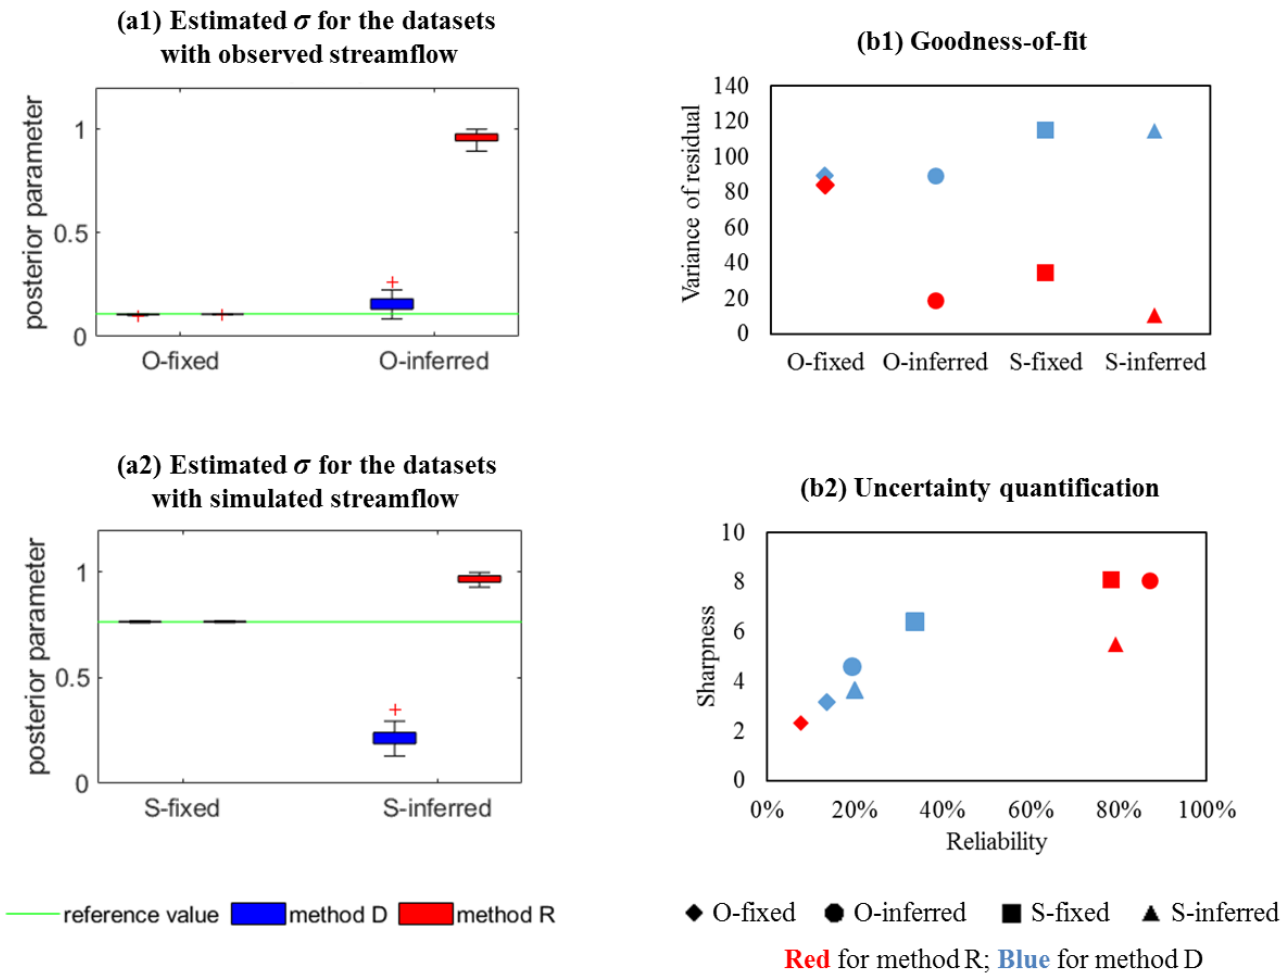 (a1) Estimated σ for the datasets
with observed streamflow
posterior parameter
1
0.5
0
O-fixed O-inferred
(b1) Goodness-of-fit
Variance of residual
140
120
100
80
60
40
20
0
O-fixed O-inferred S-fixed S-inferred
(a2) Estimated σ for the datasets
with simulated streamflow
posterior parameter
1
0.5
0
S-fixed S-inferred
(b2) Uncertainty quantification
Sharpness
10
8
6
4
2
0
0% 20% 40% 60% 80% 100%
Reliability
reference value method D method R
O-fixed O-inferred S-fixed S-inferred
Red for method R; Blue for method D